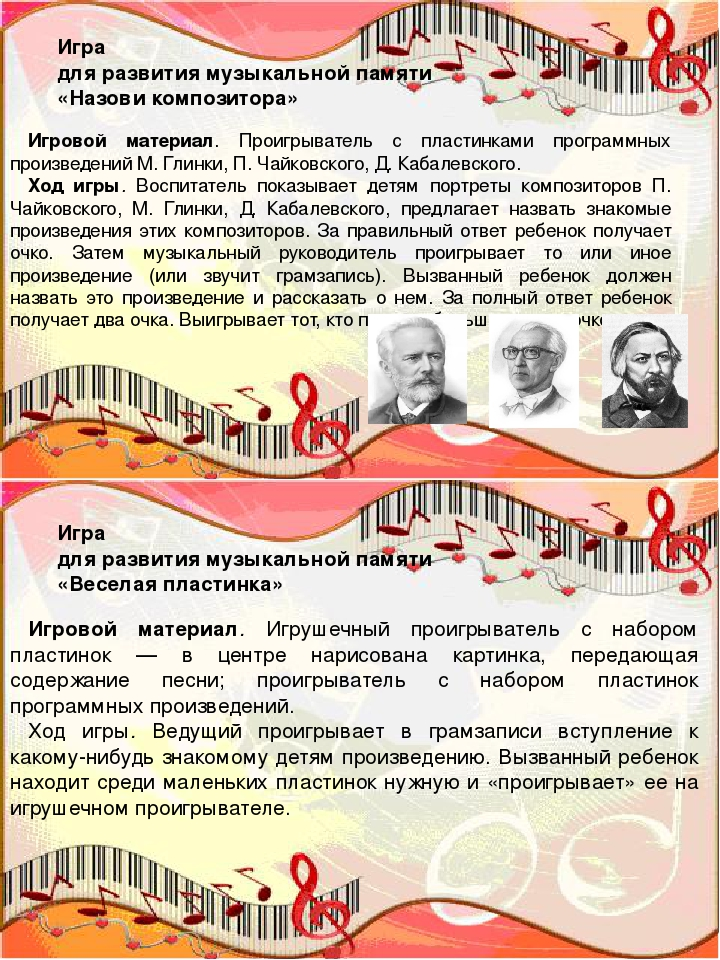 Игра
для развития музыкальной памяти
«Назови композитора»
Игровой материал. Проигрыватель с пластинками программных
произведений М. Глинки, П. Чайковского, Д. Кабалевского.
Ход игры. Воспитатель показывает детям портреты композиторов П.
Чайковского, М. Глинки, Д. Кабалевского, предлагает назвать знакомые
произведения этих композиторов. За правильный ответ ребенок получает
очко. Затем музыкальный руководитель проигрывает то или иное
произведение (или звучит грамзапись). Вызванный ребенок должен
назвать это произведение и рассказать о нем. За полный ответ ребенок
получает два очка. Выигрывает тот, кто
Игра
для развития музыкальной памяти
«Веселая пластинка»
Игровой материал. Игрушечный проигрыватель с набором
пластинок — в центре нарисована картинка, передающая
содержание песни; проигрыватель с набором пластинок
программных произведений.
Ход игры. Ведущий проигрывает в грамзаписи вступление к
какому-нибудь знакомому детям произведению. Вызванный ребенок
находит среди маленьких пластинок нужную и «проигрывает» ее на
игрушечном проигрывателе.